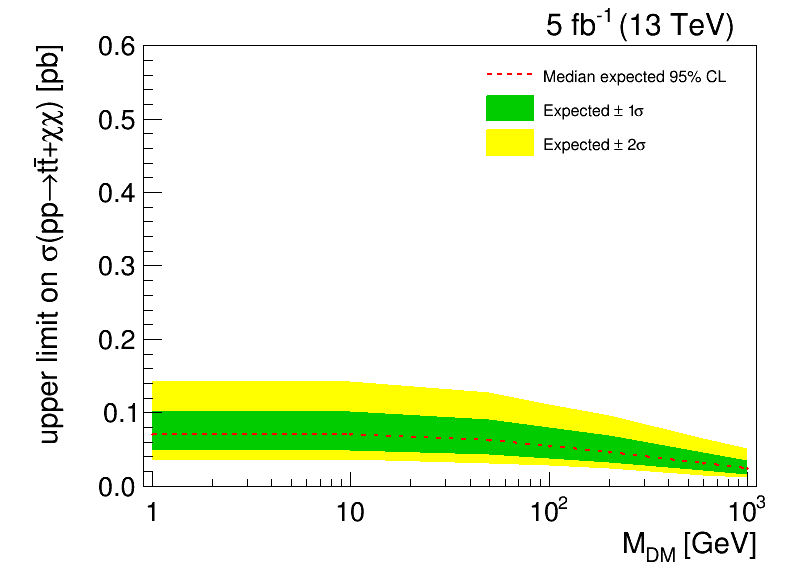 5 fb⁻¹ (13 TeV)
upper limit on σ(pp→tt̄+χχ) [pb]
0.6
0.5
0.4
0.3
0.2
0.1
0.0
Median expected 95% CL
Expected ± 1σ
Expected ± 2σ
1 10 10² 10³
M_DM [GeV]